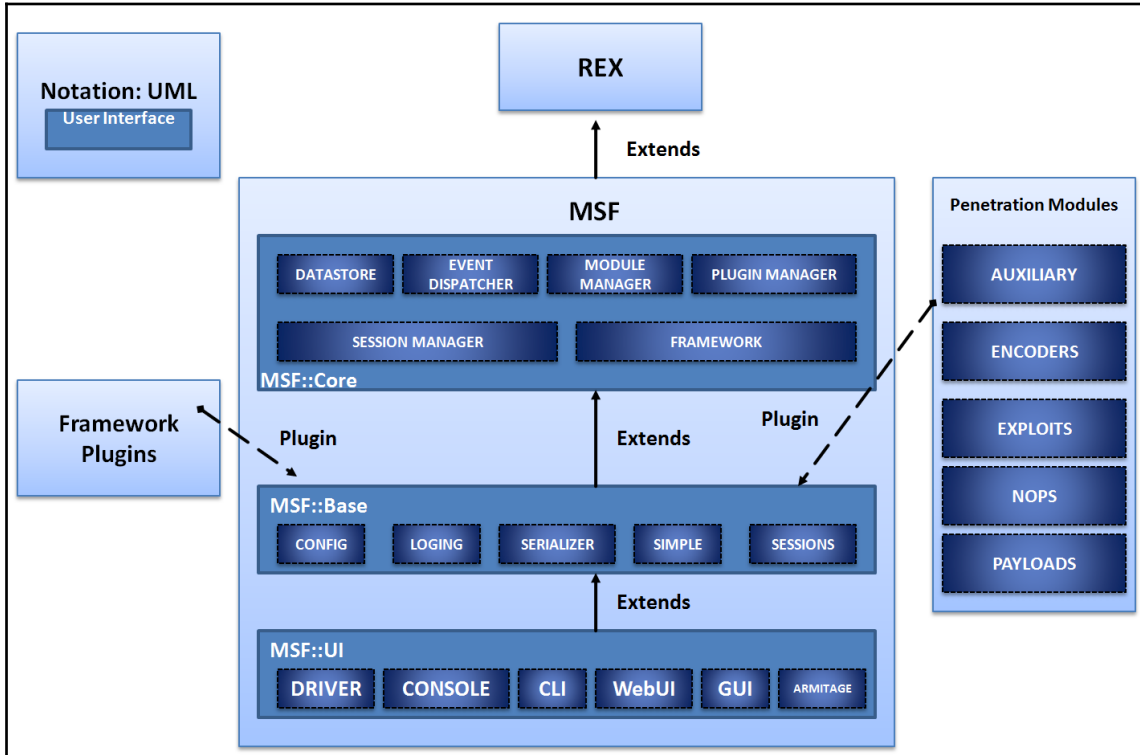 Notation: UML
User Interface
REX
Extends
MSF
DATASTORE
EVENT
DISPATCHER
MODULE
MANAGER
PLUGIN MANAGER
SESSION MANAGER
FRAMEWORK
MSF::Core
Penetration Modules
AUXILIARY
ENCODERS
EXPLOITS
NOPS
PAYLOADS
Framework
Plugins
Plugin
Extends
Plugin
MSF::Base
CONFIG
LOGING
SERIALIZER
SIMPLE
SESSIONS
Extends
MSF::UI
DRIVER
CONSOLE
CLI
WebUI
GUI
ARMITAGE